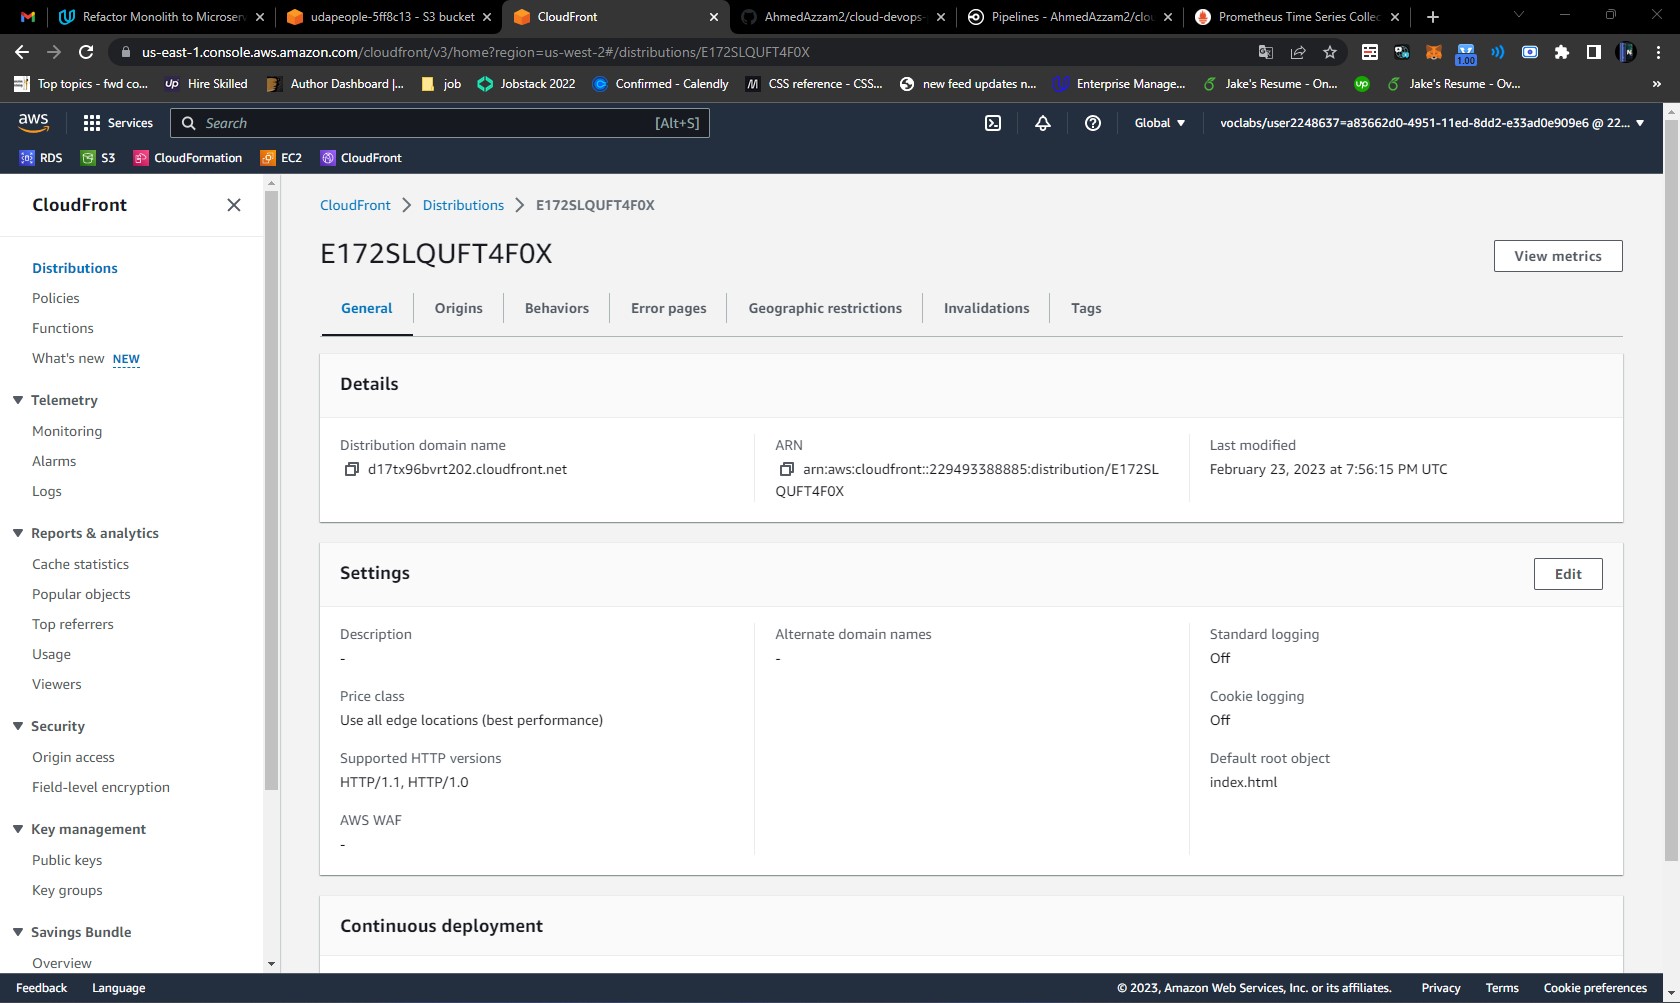 Refactor Monolith to Microserv
udapeople-5ff8c13 - S3 bucket
CloudFront
AhmedAzzam2/cloud-devops-
Pipelines - AhmedAzzam2/clou
Prometheus Time Series Collec
us-east-1.console.aws.amazon.com/cloudfront/v3/home?region=us-west-2#/distributions/E172SLQUFT4F0X
1.00
Top topics - fwd co...
Hire Skilled
Author Dashboard |...
job
Jobstack 2022
Confirmed - Calendly
CSS reference - CSS...
new feed updates n...
Enterprise Manage...
Jake's Resume - On...
Jake's Resume - Ov...
aws
Services
Search
[Alt+S]
Global
voclabs/user2248637=a83662d0-4951-11ed-8dd2-e33ad0e909e6 @ 22...
RDS
S3
CloudFormation
EC2
CloudFront
CloudFront
Distributions
Policies
Functions
What's new NEW
Telemetry
Monitoring
Alarms
Logs
Reports & analytics
Cache statistics
Popular objects
Top referrers
Usage
Viewers
Security
Origin access
Field-level encryption
Key management
Public keys
Key groups
Savings Bundle
Overview
CloudFront
Distributions
E172SLQUFT4F0X
E172SLQUFT4F0X
View metrics
General
Origins
Behaviors
Error pages
Geographic restrictions
Invalidations
Tags
Details
Distribution domain name
d17tx96bvrt202.cloudfront.net
ARN
arn:aws:cloudfront::229493388885:distribution/E172SL
QUFT4F0X
Last modified
February 23, 2023 at 7:56:15 PM UTC
Settings
Edit
Description
-
Price class
Use all edge locations (best performance)
Supported HTTP versions
HTTP/1.1, HTTP/1.0
AWS WAF
-
Alternate domain names
-
Standard logging
Off
Cookie logging
Off
Default root object
index.html
Continuous deployment
Feedback
Language
© 2023, Amazon Web Services, Inc. or its affiliates.
Privacy
Terms
Cookie preferences